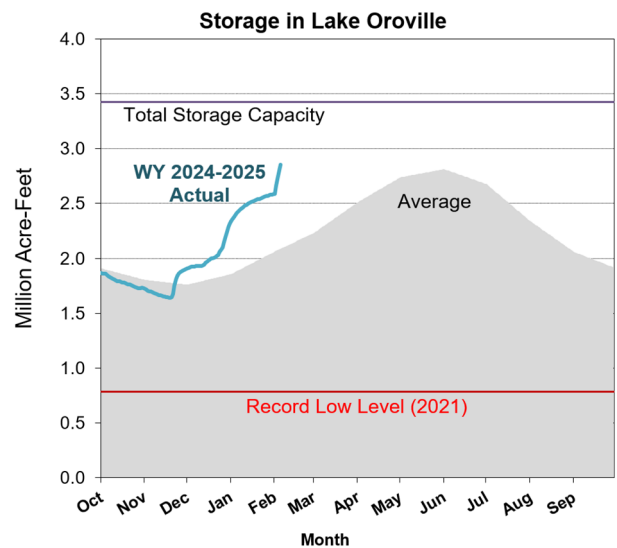 Storage in Lake Oroville
4.0
3.5
Total Storage Capacity
3.0
WY 2024-2025
Actual
2.5
Average
2.0
1.5
1.0
Record Low Level (2021)
0.5
0.0
Million Acre-Feet
Oct Nov Dec Jan Feb Mar Apr May Jun Jul Aug Sep
Month